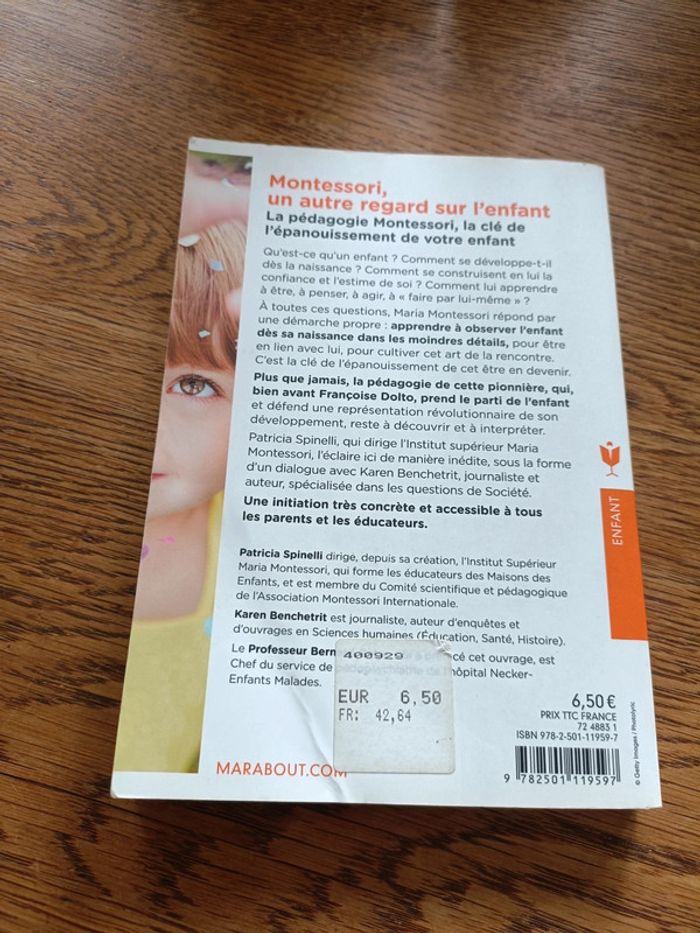 Montessori,
un autre regard sur l'enfant
La pédagogie Montessori, la clé de
l'épanouissement de votre enfant
Qu'est-ce qu'un enfant ? Comment se développe-t-il
dès la naissance ? Comment se construisent en lui la
confiance et l'estime de soi ? Comment lui apprendre
à être, à penser, à agir, à « faire par lui-même » ?
À toutes ces questions, Maria Montessori répond par
une démarche propre : apprendre à observer l'enfant
dès sa naissance dans les moindres détails, pour être
en lien avec lui, pour cultiver cet art de la rencontre.
C'est la clé de l'épanouissement de cet être en devenir.
Plus que jamais, la pédagogie de cette pionnière, qui,
bien avant Françoise Dolto, prend le parti de l'enfant
et défend une représentation révolutionnaire de son
développement, reste à découvrir et à interpréter.
Patricia Spinelli, qui dirige l'Institut supérieur Maria
Montessori, l'éclaire ici de manière inédite, sous la forme
d'un dialogue avec Karen Benchetrit, journaliste et
auteur, spécialisée dans les questions de Société.
Une initiation très concrète et accessible à tous
les parents et les éducateurs.
Patricia Spinelli dirige, depuis sa création, l'Institut Supérieur
Maria Montessori, qui forme les éducateurs des Maisons des
Enfants, et est membre du Comité scientifique et pédagogique
de l'Association Montessori Internationale.
Karen Benchetrit est journaliste, auteur d'enquêtes et
d'ouvrages en Sciences humaines (Éducation, Santé, Histoire).
Le Professeur Bern cé cet ouvrage, est
Chef du service de pédopsychiatrie de l'hôpital Necker-
Enfants Malades.
400929
EUR 6,50
FR: 42,64
MARABOUT.COM
ENFANT
6,50 €
PRIX TTC FRANCE
72 4883 1
ISBN 978-2-501-11959-7
9 782501 119597
© Getty Images / Photolyric